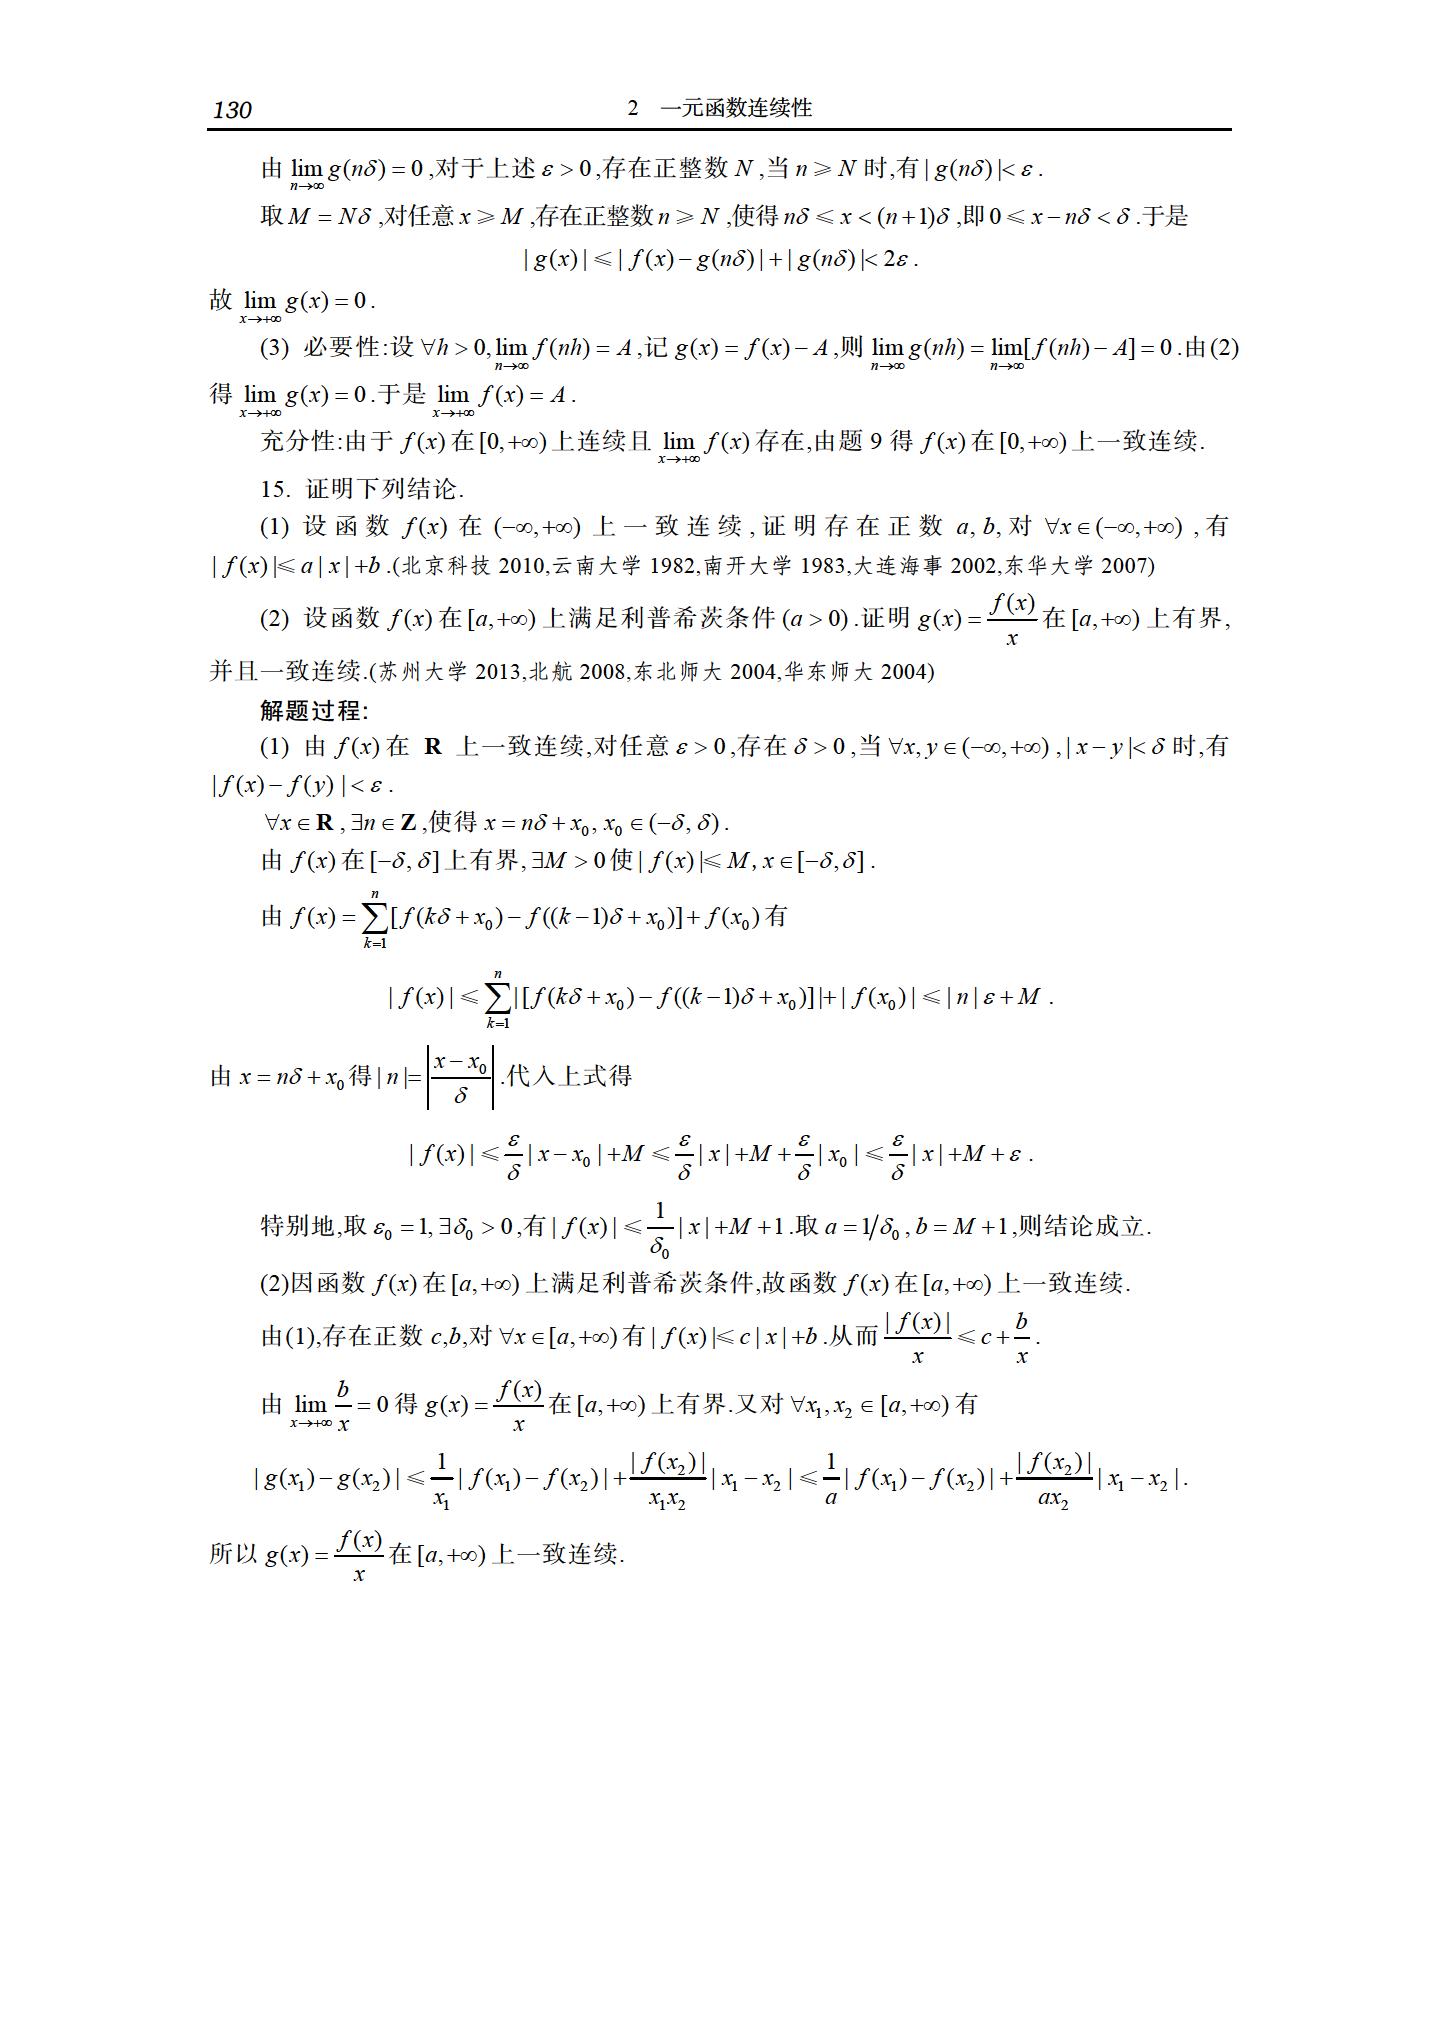 130 2 一元函数连续性
由 $\lim_{n\to\infty} g(n\delta)=0$ ,对于上述 $\varepsilon>0$ ,存在正整数 $N$ ,当 $n\geqslant N$ 时,有 $|g(n\delta)|<\varepsilon$ .
取 $M=N\delta$ ,对任意 $x\geqslant M$ ,存在正整数 $n\geqslant N$ ,使得 $n\delta\leqslant x<(n+1)\delta$ ,即 $0\leqslant x-n\delta<\delta$ .于是
$|g(x)|\leqslant|f(x)-g(n\delta)|+|g(n\delta)|<2\varepsilon$ .
故 $\lim_{x\to+\infty} g(x)=0$ .
(3) 必要性:设 $\forall h>0,\lim_{n\to\infty} f(nh)=A$ ,记 $g(x)=f(x)-A$ ,则 $\lim_{n\to\infty} g(nh)=\lim_{n\to\infty}[f(nh)-A]=0$ .由(2)
得 $\lim_{x\to+\infty} g(x)=0$ .于是 $\lim_{x\to+\infty} f(x)=A$ .
充分性:由于 $f(x)$ 在 $[0,+\infty)$ 上连续且 $\lim_{x\to+\infty} f(x)$ 存在,由题 9 得 $f(x)$ 在 $[0,+\infty)$ 上一致连续.
15. 证明下列结论.
(1) 设函数 $f(x)$ 在 $(-\infty,+\infty)$ 上一致连续,证明存在正数 $a,b$,对 $\forall x\in(-\infty,+\infty)$ ,有
$|f(x)|\leqslant a|x|+b$ .(北京科技 2010,云南大学 1982,南开大学 1983,大连海事 2002,东华大学 2007)
(2) 设函数 $f(x)$ 在 $[a,+\infty)$ 上满足利普希茨条件 $(a>0)$ .证明 $g(x)=\frac{f(x)}{x}$ 在 $[a,+\infty)$ 上有界,
并且一致连续.(苏州大学 2013,北航 2008,东北师大 2004,华东师大 2004)
解题过程:
(1) 由 $f(x)$ 在 $\mathbf{R}$ 上一致连续,对任意 $\varepsilon>0$ ,存在 $\delta>0$ ,当 $\forall x,y\in(-\infty,+\infty)$ ,$|x-y|<\delta$ 时,有
$|f(x)-f(y)|<\varepsilon$ .
$\forall x\in\mathbf{R}$ , $\exists n\in\mathbf{Z}$ ,使得 $x=n\delta+x_0, x_0\in(-\delta,\delta)$ .
由 $f(x)$ 在 $[-\delta,\delta]$ 上有界, $\exists M>0$ 使 $|f(x)|\leqslant M,x\in[-\delta,\delta]$ .
由 $f(x)=\sum_{k=1}^{n}[f(k\delta+x_0)-f((k-1)\delta+x_0)]+f(x_0)$ 有
$|f(x)|\leqslant\sum_{k=1}^{n}|[f(k\delta+x_0)-f((k-1)\delta+x_0)]|+|f(x_0)|\leqslant|n|\varepsilon+M$ .
由 $x=n\delta+x_0$ 得 $|n|=\left|\frac{x-x_0}{\delta}\right|$ .代入上式得
$|f(x)|\leqslant\frac{\varepsilon}{\delta}|x-x_0|+M\leqslant\frac{\varepsilon}{\delta}|x|+M+\frac{\varepsilon}{\delta}|x_0|\leqslant\frac{\varepsilon}{\delta}|x|+M+\varepsilon$ .
特别地,取 $\varepsilon_0=1,\exists\delta_0>0$ ,有 $|f(x)|\leqslant\frac{1}{\delta_0}|x|+M+1$ .取 $a=1/\delta_0,b=M+1$ ,则结论成立.
(2)因函数 $f(x)$ 在 $[a,+\infty)$ 上满足利普希茨条件,故函数 $f(x)$ 在 $[a,+\infty)$ 上一致连续.
由(1),存在正数 $c$,$b$,对 $\forall x\in[a,+\infty)$ 有 $|f(x)|\leqslant c|x|+b$ .从而 $\frac{|f(x)|}{x}\leqslant c+\frac{b}{x}$ .
由 $\lim_{x\to+\infty}\frac{b}{x}=0$ 得 $g(x)=\frac{f(x)}{x}$ 在 $[a,+\infty)$ 上有界.又对 $\forall x_1,x_2\in[a,+\infty)$ 有
$|g(x_1)-g(x_2)|\leqslant\frac{1}{x_1}|f(x_1)-f(x_2)|+\frac{|f(x_2)|}{x_1x_2}|x_1-x_2|\leqslant\frac{1}{a}|f(x_1)-f(x_2)|+\frac{|f(x_2)|}{ax_2}|x_1-x_2|$ .
所以 $g(x)=\frac{f(x)}{x}$ 在 $[a,+\infty)$ 上一致连续.